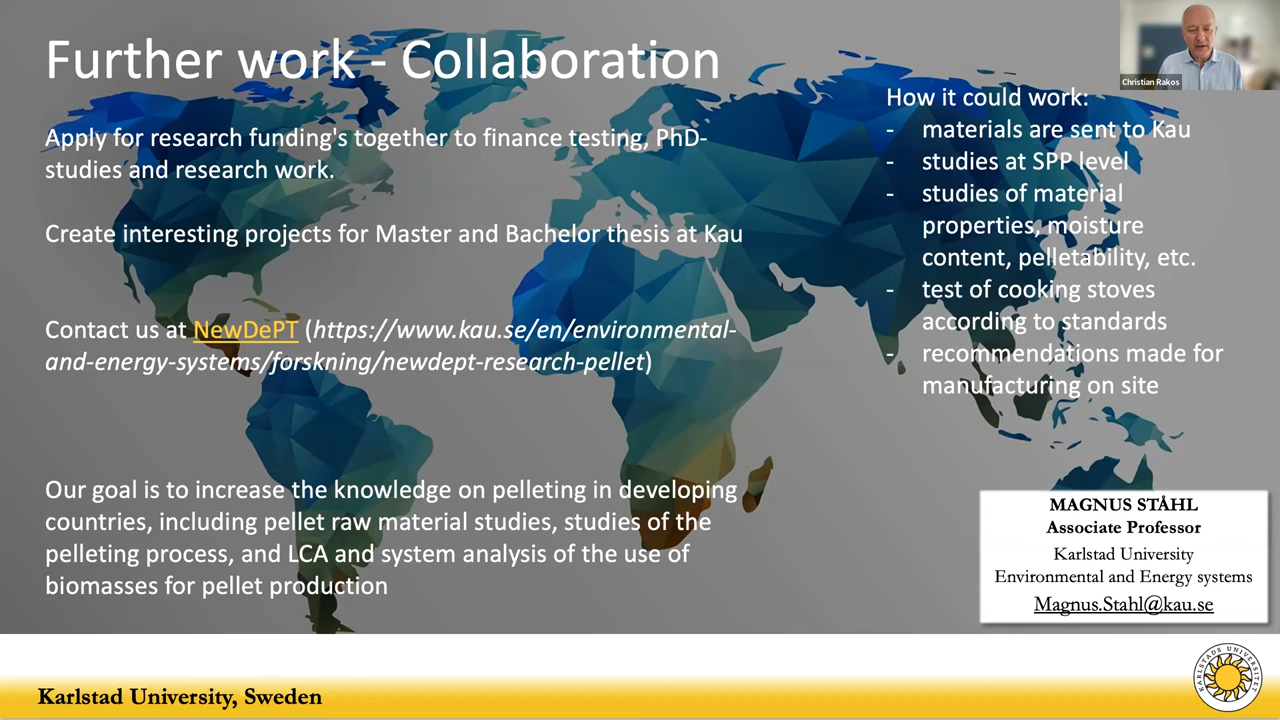 Further work - Collaboration
Christian Rakos
Apply for research funding's together to finance testing, PhD-
studies and research work.
Create interesting projects for Master and Bachelor thesis at Kau
Contact us at NewDePT (https://www.kau.se/en/environmental-
and-energy-systems/forskning/newdept-research-pellet)
Our goal is to increase the knowledge on pelleting in developing
countries, including pellet raw material studies, studies of the
pelleting process, and LCA and system analysis of the use of
biomasses for pellet production
How it could work:
- materials are sent to Kau
- studies at SPP level
- studies of material
properties, moisture
content, pelletability, etc.
- test of cooking stoves
according to standards
- recommendations made for
manufacturing on site
MAGNUS STÅHL
Associate Professor
Karlstad University
Environmental and Energy systems
Magnus.Stahl@kau.se
Karlstad University, Sweden
KARLSTADS UNIVERSITET